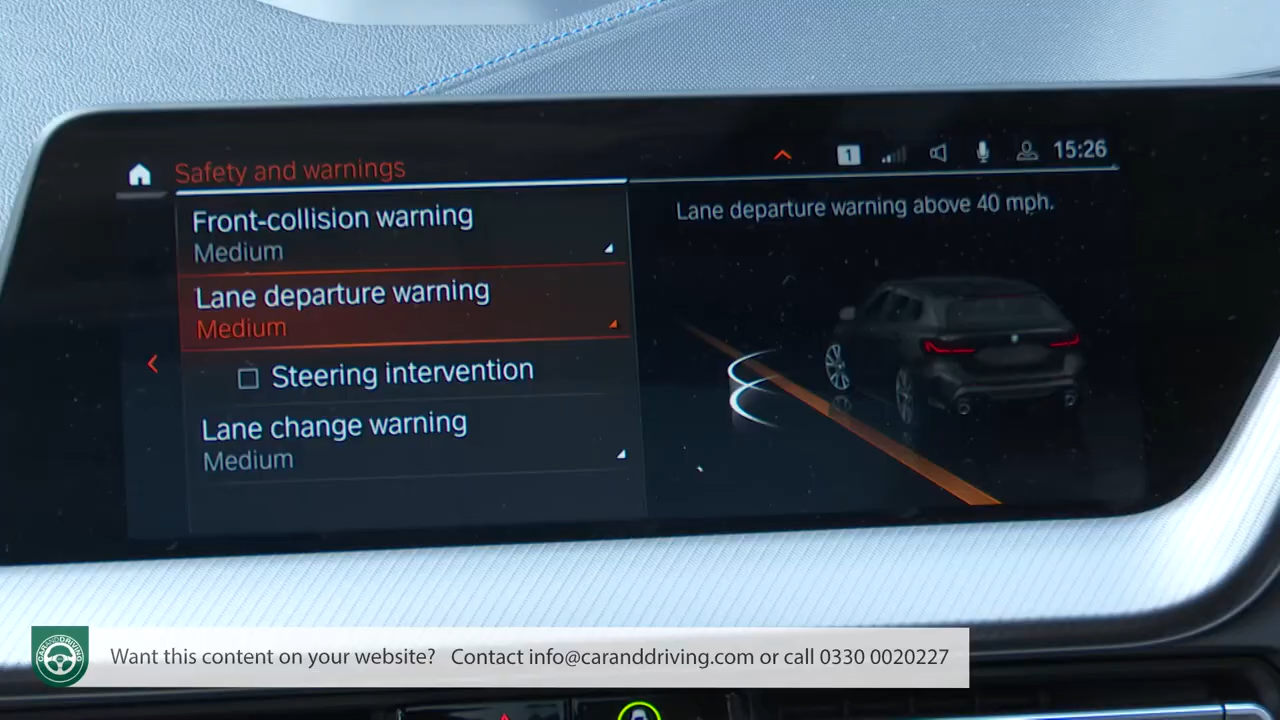 Safety and warnings
1
15:26
Front-collision warning
Medium
Lane departure warning
Medium
Steering intervention
Lane change warning
Medium
Lane departure warning above 40 mph.
CARANDDRIVING
Want this content on your website? Contact info@caranddriving.com or call 0330 0020227